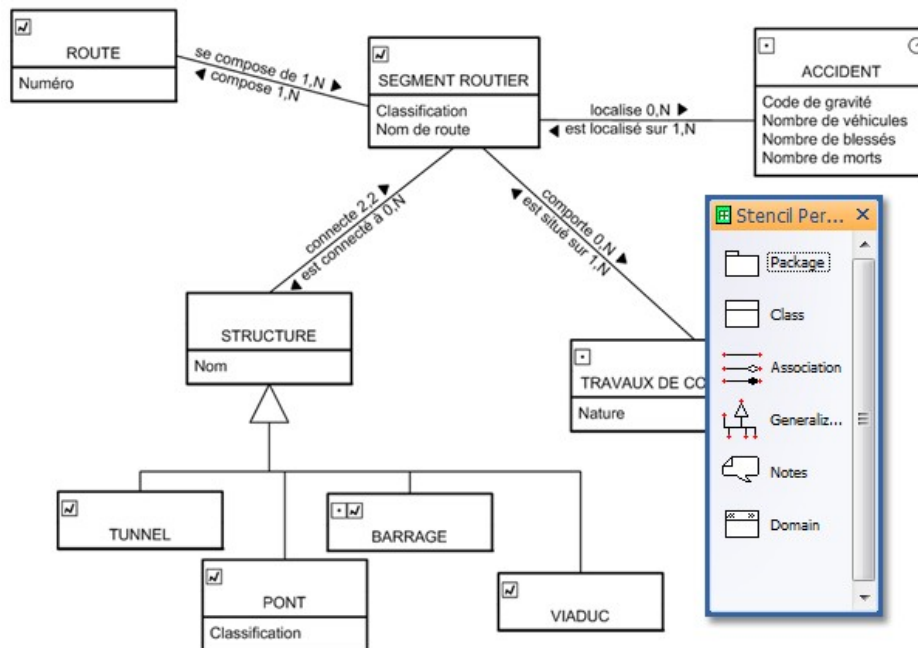 ROUTE
Numéro
se compose de 1,N
compose 1,N
SEGMENT ROUTIER
Classification
Nom de route
localise 0,N
est localisé sur 1,N
ACCIDENT
Code de gravité
Nombre de véhicules
Nombre de blessés
Nombre de morts
connecte 2,2
est connecté à 0,N
comporte 0,N
est situé sur 1,N
STRUCTURE
Nom
TRAVAUX DE CO
Nature
Stencil Per...
Package
Class
Association
Generaliz...
Notes
Domain
TUNNEL
PONT
Classification
BARRAGE
VIADUC